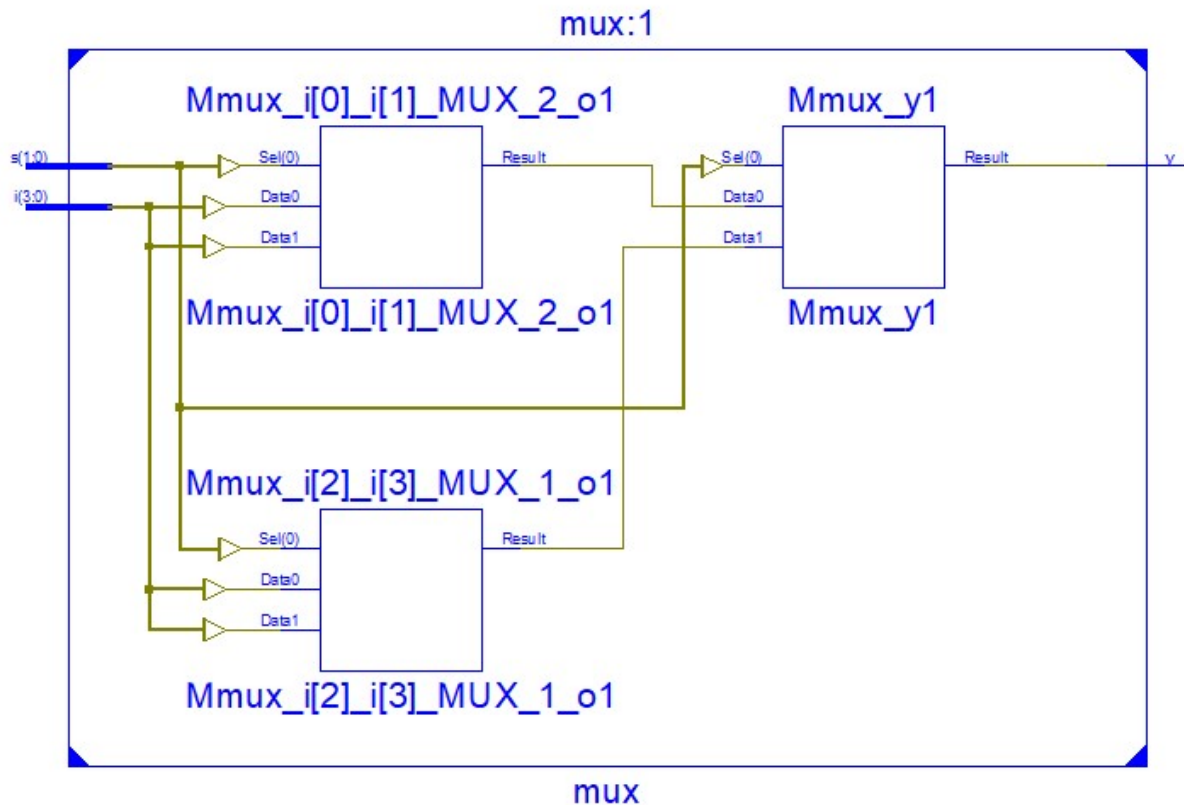 mux:1
Mmux_i[0]_i[1]_MUX_2_o1
Mmux_y1
s(1:0)
Sel(0)
Result
Sel(0)
Result
y
i(3:0)
Data0
Data0
Data1
Data1
Mmux_i[0]_i[1]_MUX_2_o1
Mmux_y1
Mmux_i[2]_i[3]_MUX_1_o1
Sel(0)
Result
Data0
Data1
Mmux_i[2]_i[3]_MUX_1_o1
mux